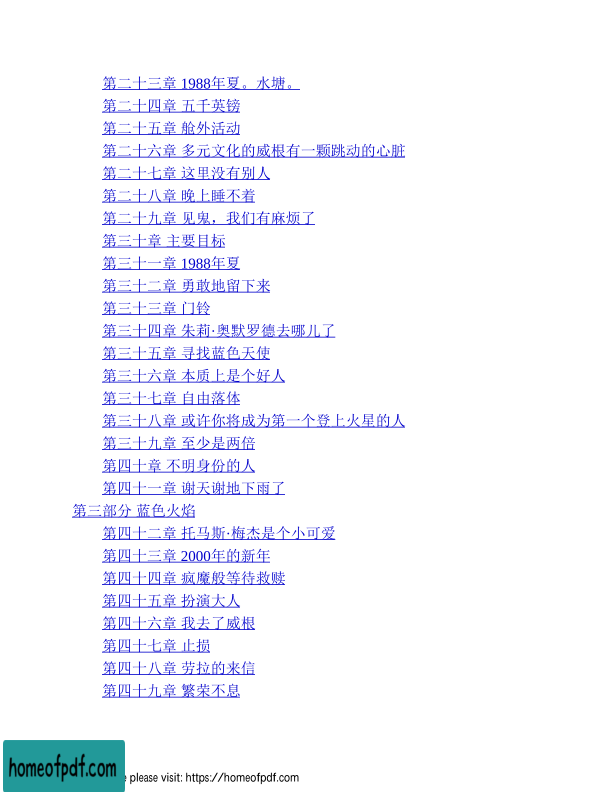 第二十三章 1988年夏。水塘。
第二十四章 五千英镑
第二十五章 舱外活动
第二十六章 多元文化的威根有一颗跳动的心脏
第二十七章 这里没有别人
第二十八章 晚上睡不着
第二十九章 见鬼，我们有麻烦了
第三十章 主要目标
第三十一章 1988年夏
第三十二章 勇敢地留下来
第三十三章 门铃
第三十四章 朱莉·奥默罗德去哪儿了
第三十五章 寻找蓝色天使
第三十六章 本质上是个好人
第三十七章 自由落体
第三十八章 或许你将成为第一个登上火星的人
第三十九章 至少是两倍
第四十章 不明身份的人
第四十一章 谢天谢地下雨了
第三部分 蓝色火焰
第四十二章 托马斯·梅杰是个小可爱
第四十三章 2000年的新年
第四十四章 疯魔般等待救赎
第四十五章 扮演大人
第四十六章 我去了威根
第四十七章 止损
第四十八章 劳拉的来信
第四十九章 繁荣不息
homeofpdf.com
e please visit: https://homeofpdf.com